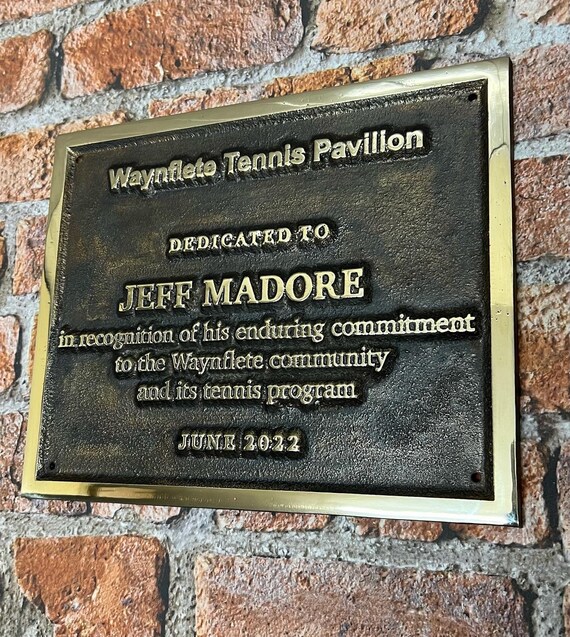 Waynflete Tennis Pavilion
DEDICATED TO
JEFF MADORE
in recognition of his enduring commitment
to the Waynflete community
and its tennis program
JUNE 2022